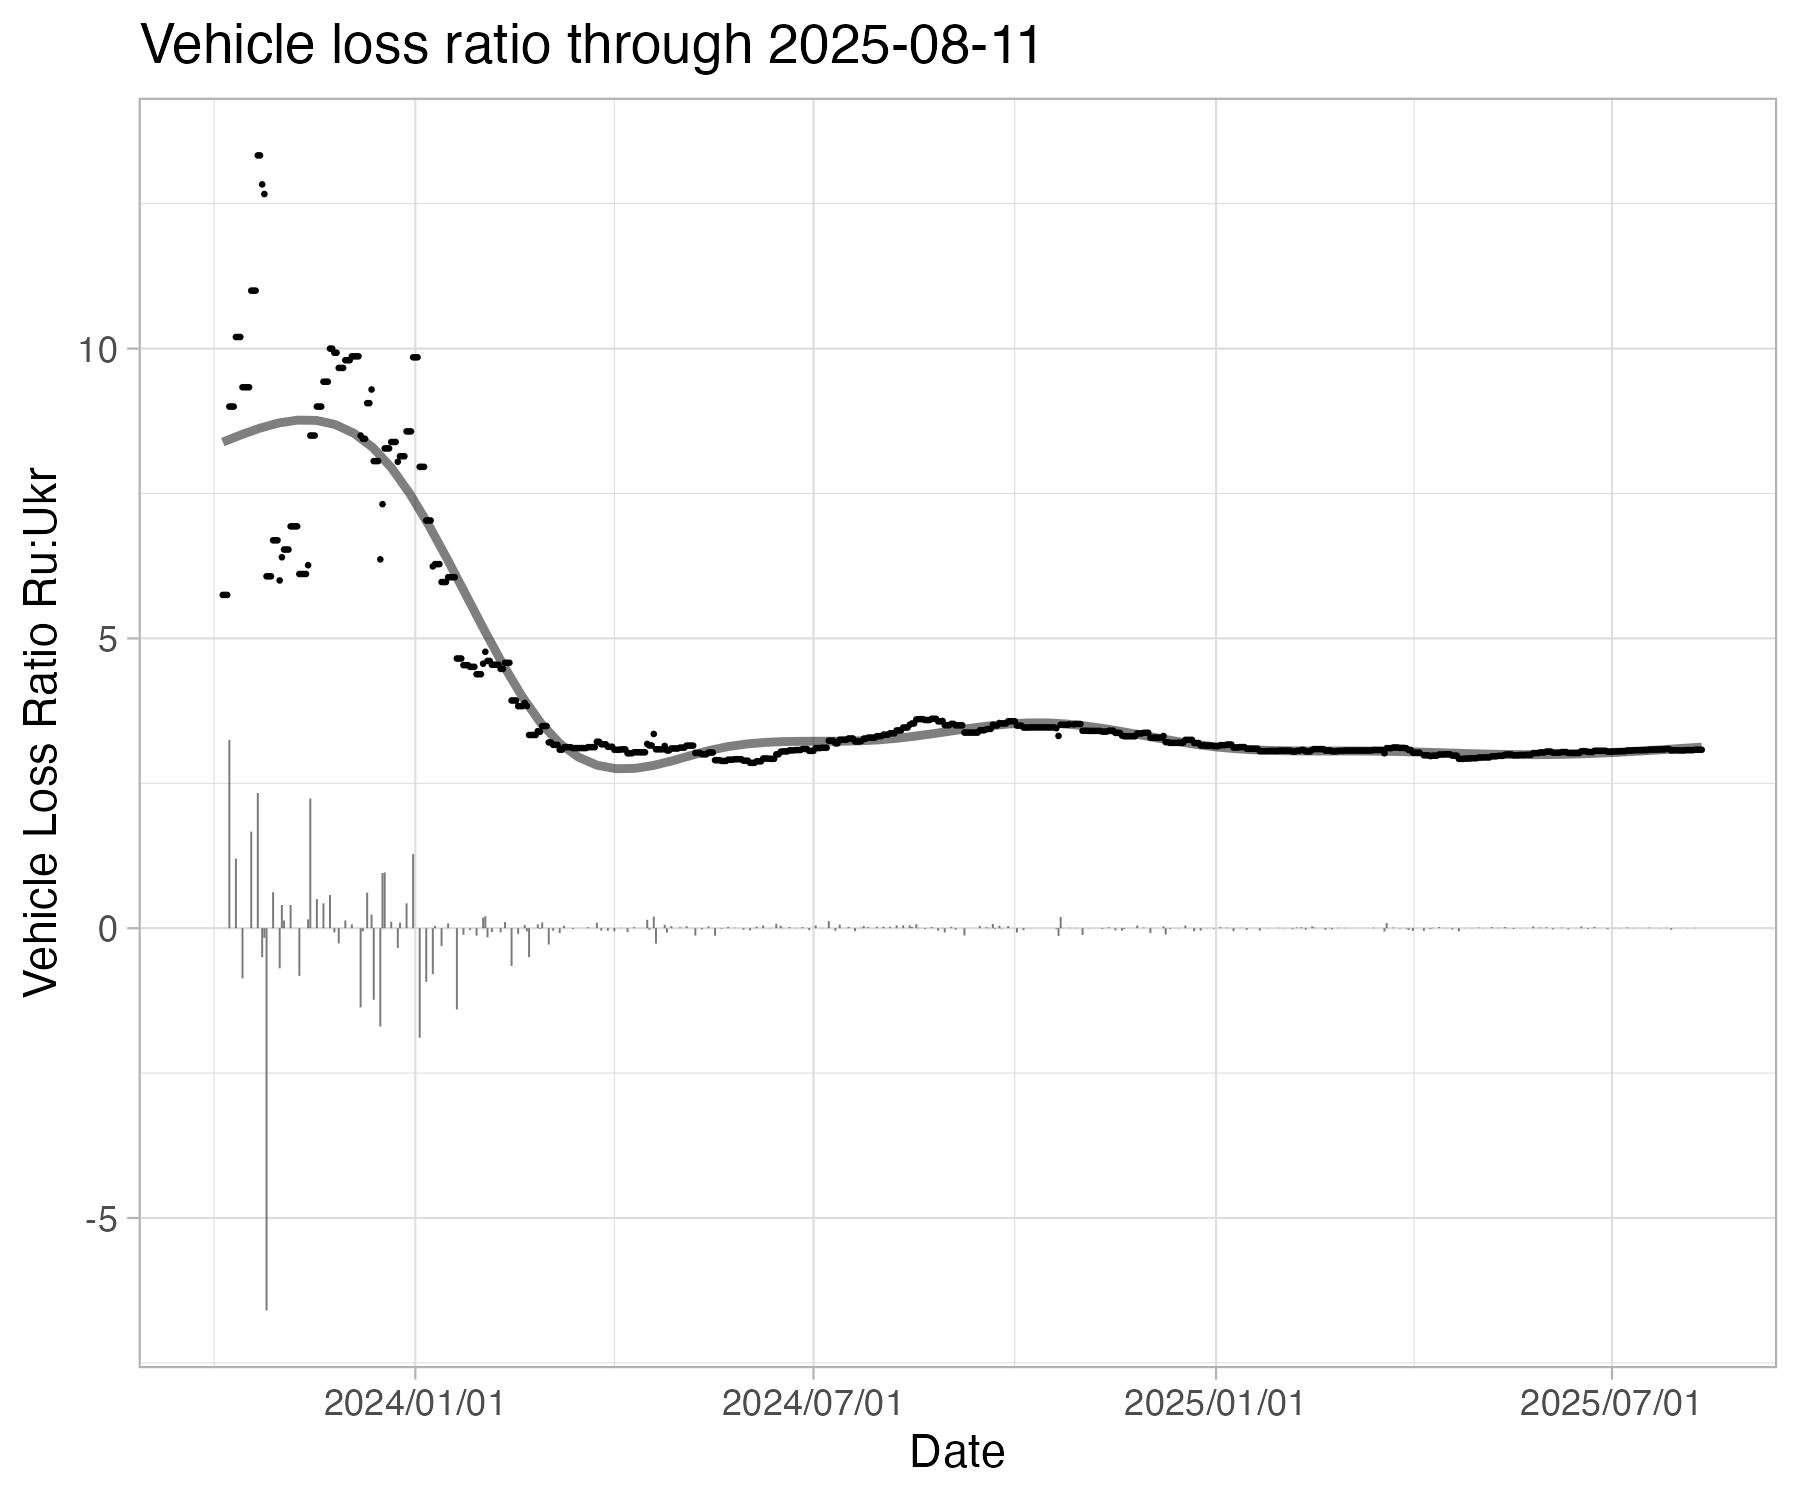 Vehicle loss ratio through 2025-08-11
Vehicle Loss Ratio Ru:Ukr
10
5
0
-5
2024/01/01
2024/07/01
2025/01/01
2025/07/01
Date